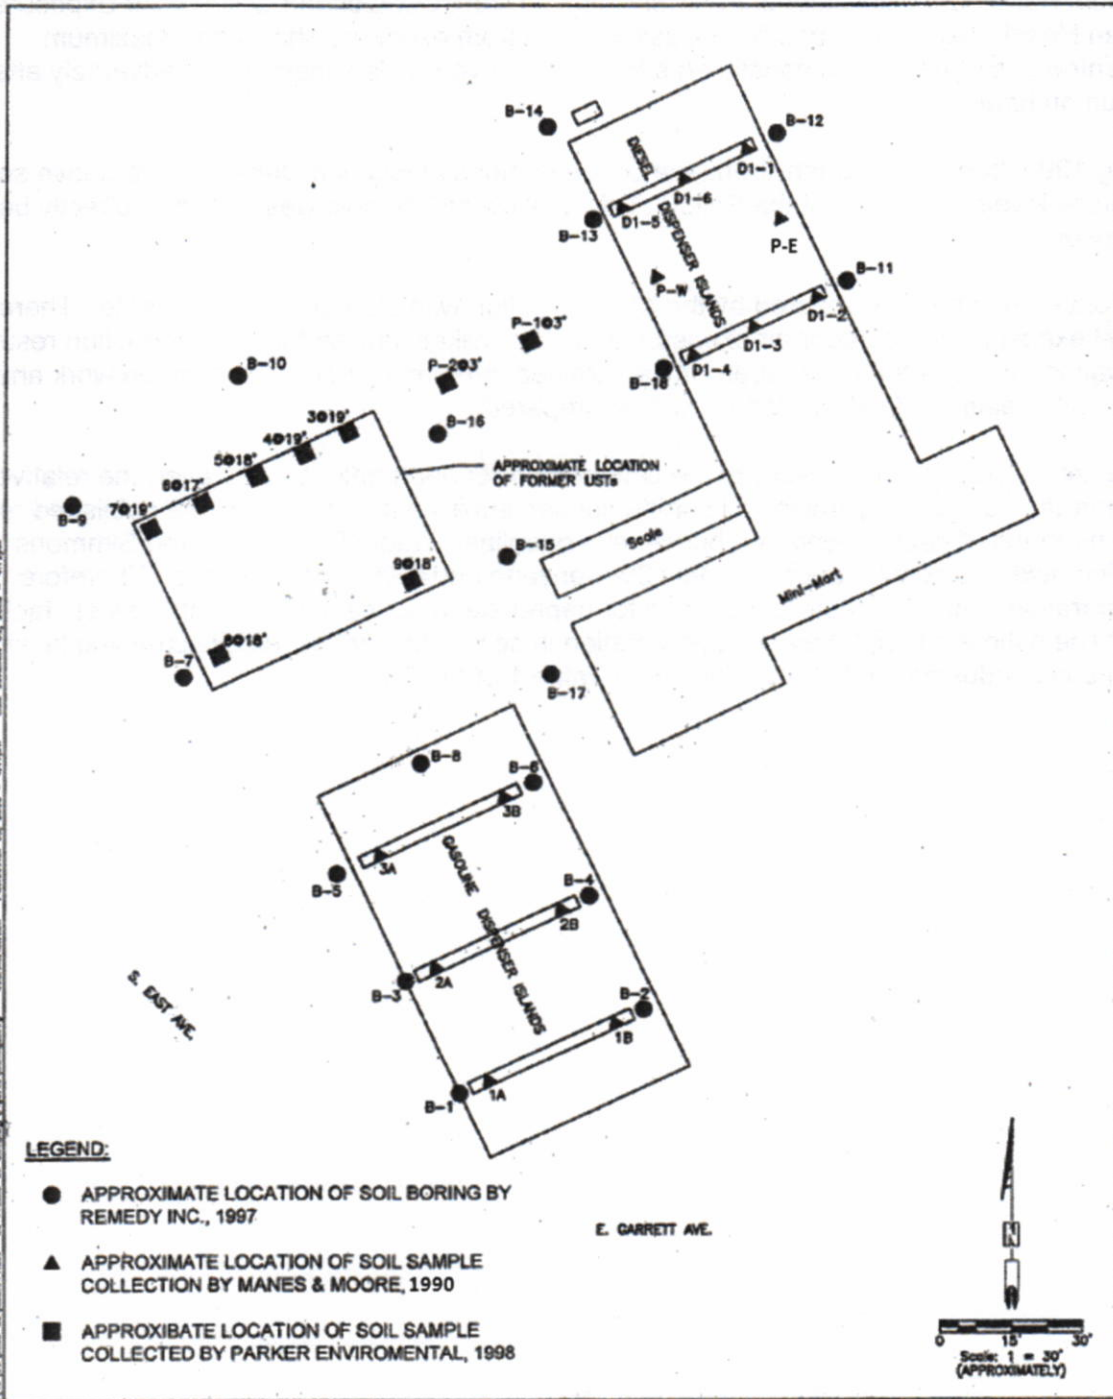 B-14
B-12
DIESEL
D1-1
D1-6
D1-5
DISPENSER ISLANDS
B-13
P-E
P-W
B-11
D1-2
D1-3
D1-4
P-1@3'
P-2@3'
B-18
B-10
B-16
3@19'
4@19'
5@18'
6@17'
7@19'
APPROXIMATE LOCATION
OF FORMER USTs
B-9
B-15
Scale
Mini-Mart
9@18'
8@18'
B-7
B-17
B-8
B-6
3B
3A
GASOLINE DISPENSER ISLANDS
B-5
B-4
2B
2A
B-3
B-2
1B
1A
B-1
S. EAST AVE.
LEGEND:
APPROXIMATE LOCATION OF SOIL BORING BY
REMEDY INC., 1997
APPROXIMATE LOCATION OF SOIL SAMPLE
COLLECTION BY MANES & MOORE, 1990
APPROXIBATE LOCATION OF SOIL SAMPLE
COLLECTED BY PARKER ENVIROMENTAL, 1998
E. GARRETT AVE.
0 15' 30'
Scale: 1 = 30'
(APPROXIMATELY)